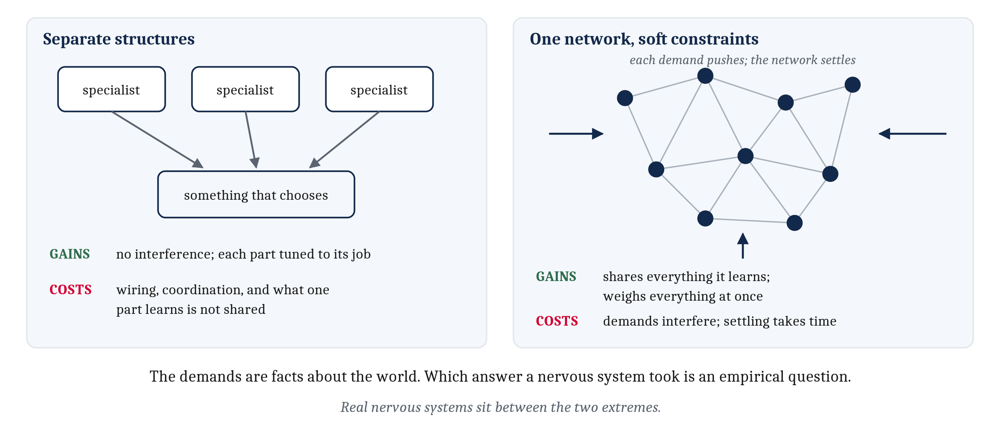 Separate structures
specialist
specialist
specialist
something that chooses
GAINS no interference; each part tuned to its job
COSTS wiring, coordination, and what one
part learns is not shared
One network, soft constraints
each demand pushes; the network settles
GAINS shares everything it learns;
weighs everything at once
COSTS demands interfere; settling takes time
The demands are facts about the world. Which answer a nervous system took is an empirical question.
Real nervous systems sit between the two extremes.